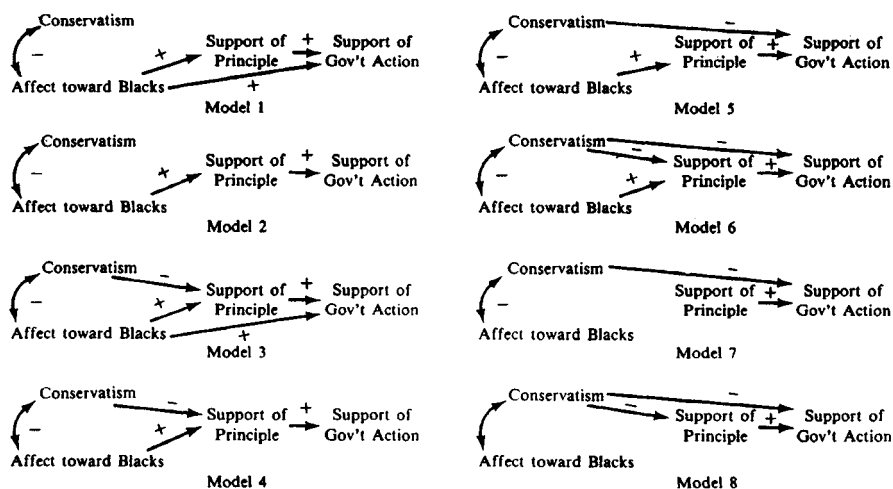 Conservatism
−
+
Support of Principle
+
Support of Gov't Action
Affect toward Blacks
+
Model 1
Conservatism
−
+
Support of Principle
+
Support of Gov't Action
Affect toward Blacks
Model 2
Conservatism
−
−
+
Support of Principle
+
Support of Gov't Action
Affect toward Blacks
+
Model 3
Conservatism
−
−
+
Support of Principle
+
Support of Gov't Action
Affect toward Blacks
Model 4
Conservatism
−
−
+
Support of Principle
+
Support of Gov't Action
Affect toward Blacks
Model 5
Conservatism
−
−
−
+
Support of Principle
+
Support of Gov't Action
Affect toward Blacks
Model 6
Conservatism
−
−
Support of Principle
+
Support of Gov't Action
Affect toward Blacks
Model 7
Conservatism
−
−
−
Support of Principle
+
Support of Gov't Action
Affect toward Blacks
Model 8